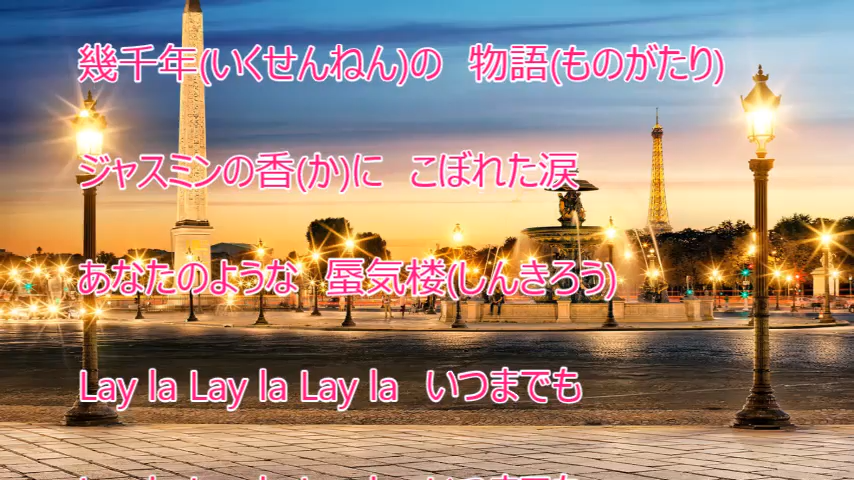 幾千年(いくせんねん)の　物語(ものがたり)
ジャスミンの香(か)に　こぼれた涙
あなたのような　蜃気楼(しんきろう)
Lay la Lay la Lay la　いつまでも